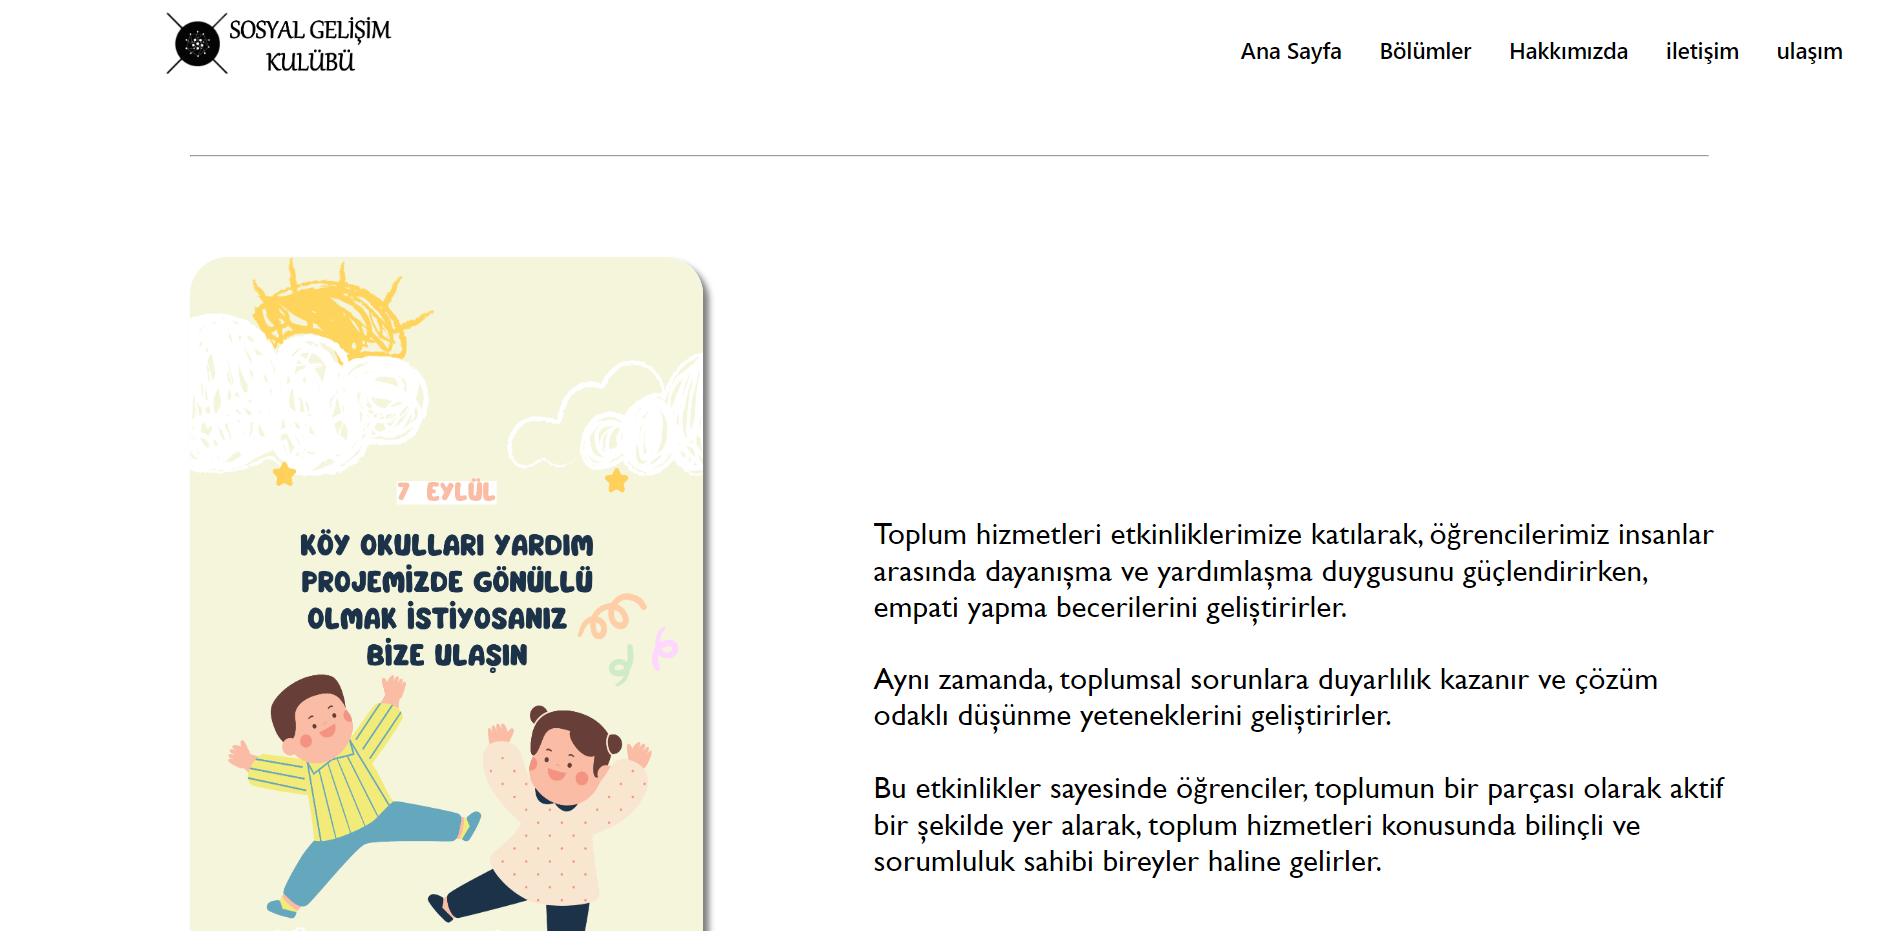 SOSYAL GELİŞİM
KULÜBÜ
Ana Sayfa
Bölümler
Hakkımızda
iletişim
ulaşım
7 EYLÜL
KÖY OKULLARI YARDIM
PROJEMİZDE GÖNÜLLÜ
OLMAK İSTİYOSANIZ
BİZE ULAŞIN
Toplum hizmetleri etkinliklerimize katılarak, öğrencilerimiz insanlar
arasında dayanışma ve yardımlaşma duygusunu güçlendirirken,
empati yapma becerilerini geliştirirler.
Aynı zamanda, toplumsal sorunlara duyarlılık kazanır ve çözüm
odaklı düşünme yeteneklerini geliştirirler.
Bu etkinlikler sayesinde öğrenciler, toplumun bir parçası olarak aktif
bir şekilde yer alarak, toplum hizmetleri konusunda bilinçli ve
sorumluluk sahibi bireyler haline gelirler.